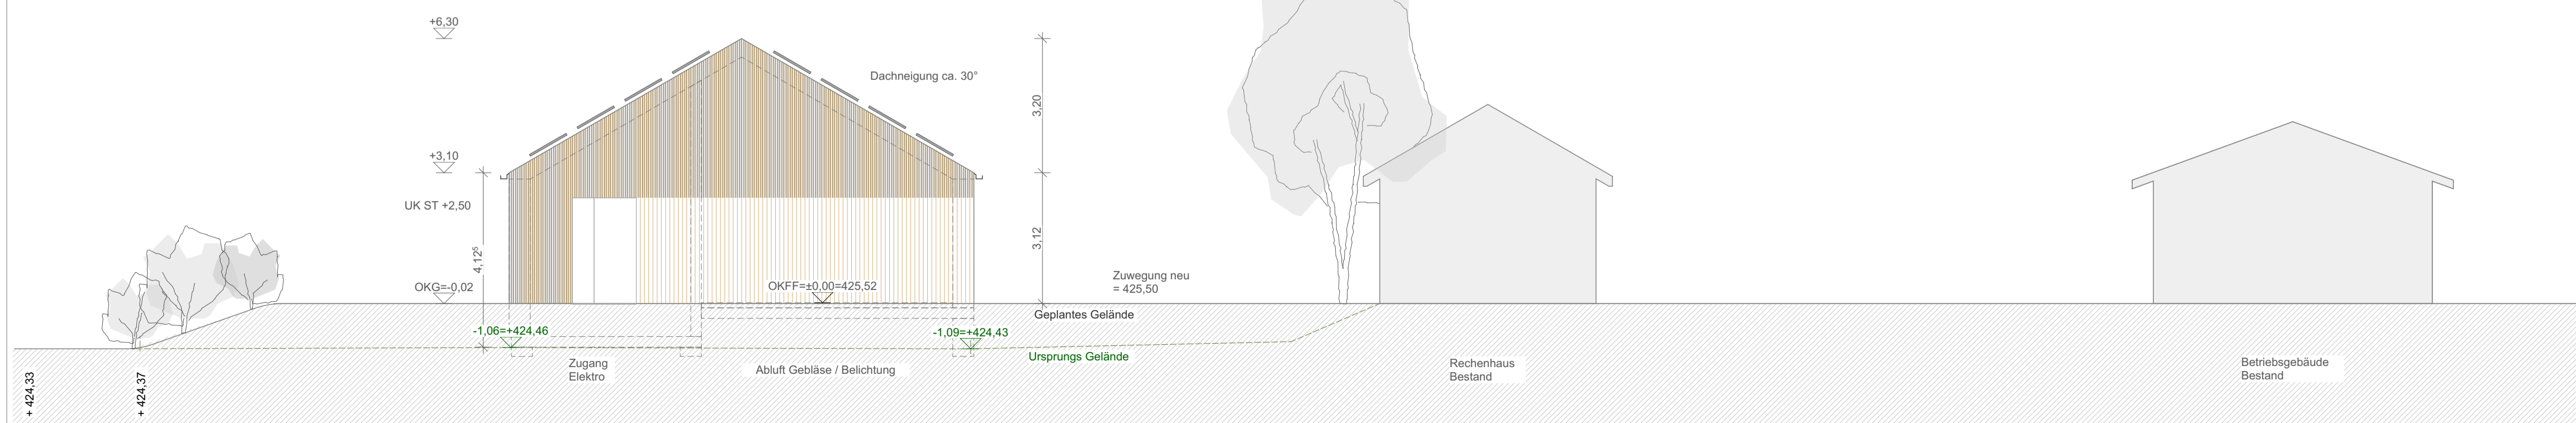 +6,30
Dachneigung ca. 30°
3,20
+3,10
UK ST +2,50
4,12⁵
3,12
OKG=-0,02
OKFF=±0,00=425,52
Zuwegung neu
= 425,50
Geplantes Gelände
-1,06=+424,46
-1,09=+424,43
Ursprungs Gelände
Zugang
Elektro
Abluft Gebläse / Belichtung
Rechenhaus
Bestand
Betriebsgebäude
Bestand
+ 424,33
+ 424,37